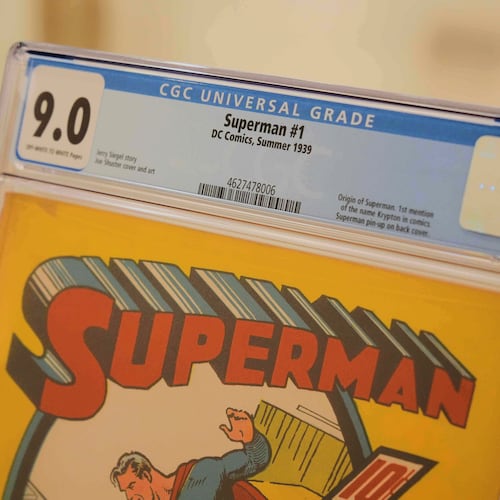 CGC UNIVERSAL GRADE
9.0
OFF-WHITE TO WHITE Pages
Superman #1
DC Comics, Summer 1939
Jerry Siegel story
Joe Shuster cover and art
4627478006
Origin of Superman. 1st mention
of the name Krypton in comics.
Superman pin-up on back cover.
SUPERMAN
10¢